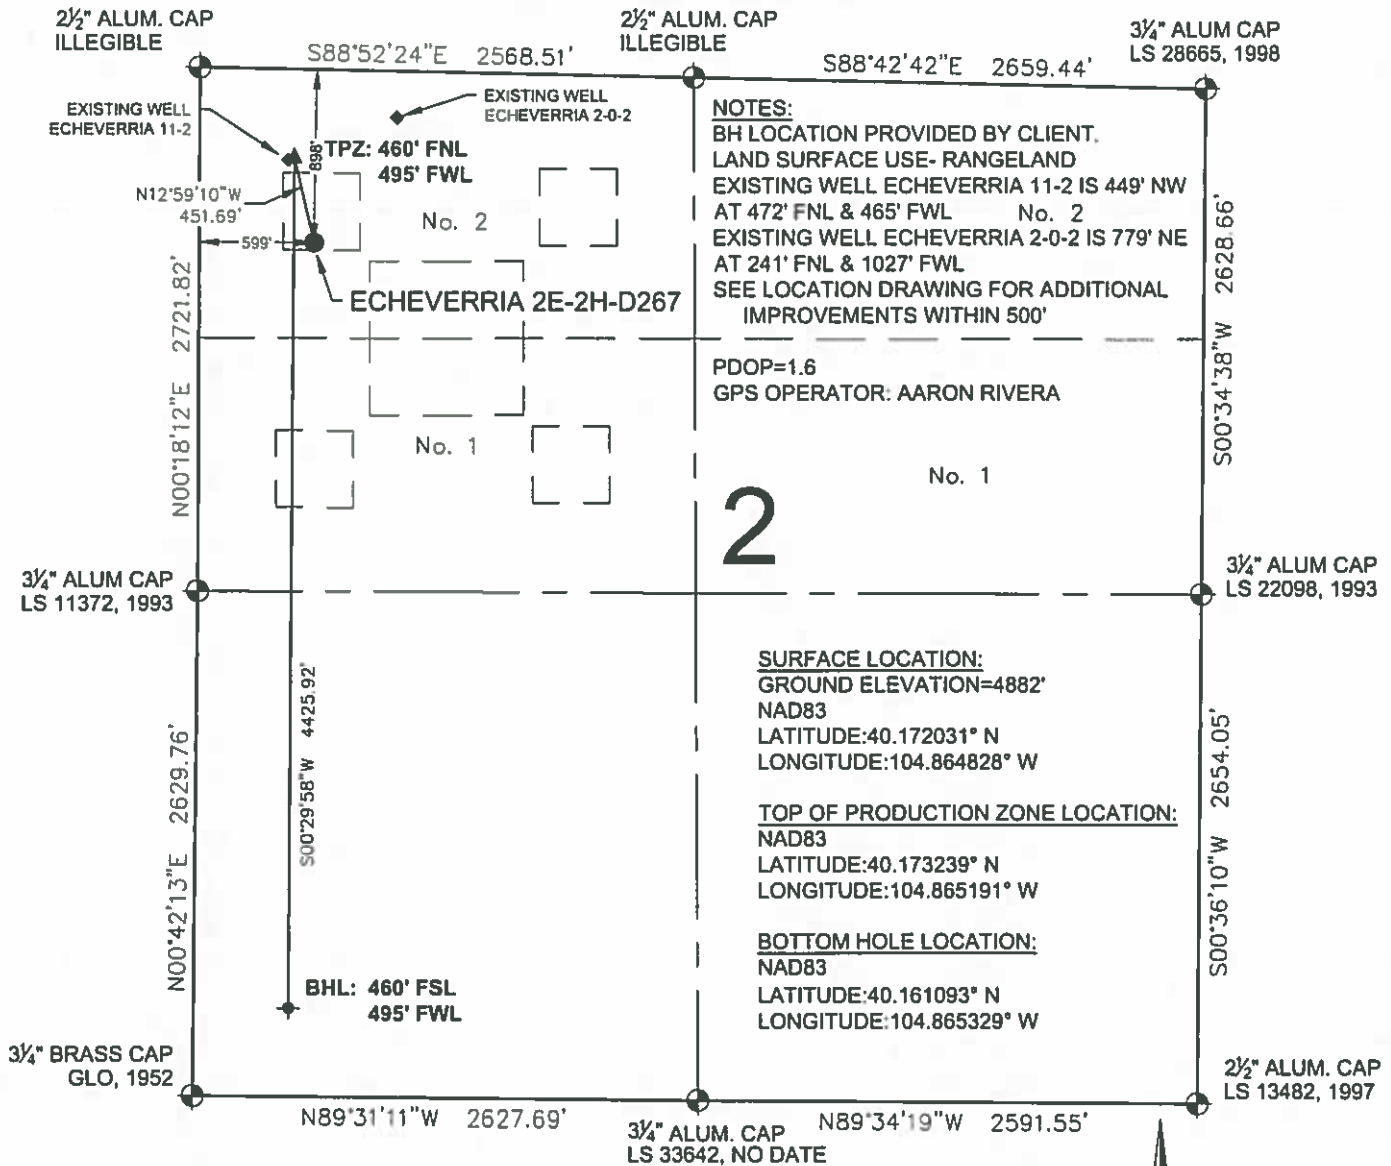 2½" ALUM. CAP
ILLEGIBLE
2½" ALUM. CAP
ILLEGIBLE
3¼" ALUM CAP
LS 28665, 1998
S88°52'24"E 2568.51'
S88°42'42"E 2659.44'
EXISTING WELL
ECHEVERRIA 11-2
EXISTING WELL
ECHEVERRIA 2-0-2
898'
TPZ: 460' FNL
495' FWL
N12°59'10"W
451.69'
599'
No. 2
ECHEVERRIA 2E-2H-D267
NOTES:
BH LOCATION PROVIDED BY CLIENT.
LAND SURFACE USE- RANGELAND
EXISTING WELL ECHEVERRIA 11-2 IS 449' NW
AT 472' FNL & 465' FWL
No. 2
EXISTING WELL ECHEVERRIA 2-0-2 IS 779' NE
AT 241' FNL & 1027' FWL
SEE LOCATION DRAWING FOR ADDITIONAL
IMPROVEMENTS WITHIN 500'
PDOP=1.6
GPS OPERATOR: AARON RIVERA
N00°18'12"E 2721.82'
S00°34'38"W 2628.66'
No. 1
No. 1
2
3¼" ALUM CAP
LS 11372, 1993
3¼" ALUM CAP
LS 22098, 1993
SURFACE LOCATION:
GROUND ELEVATION=4882'
NAD83
LATITUDE:40.172031° N
LONGITUDE:104.864828° W
TOP OF PRODUCTION ZONE LOCATION:
NAD83
LATITUDE:40.173239° N
LONGITUDE:104.865191° W
BOTTOM HOLE LOCATION:
NAD83
LATITUDE:40.161093° N
LONGITUDE:104.865329° W
N00°42'13"E 2629.76'
S00°29'58"W 4425.92'
S00°36'10"W 2654.05'
BHL: 460' FSL
495' FWL
3¼" BRASS CAP
GLO, 1952
N89°31'11"W 2627.69'
3¼" ALUM. CAP
LS 33642, NO DATE
N89°34'19"W 2591.55'
2½" ALUM. CAP
LS 13482, 1997